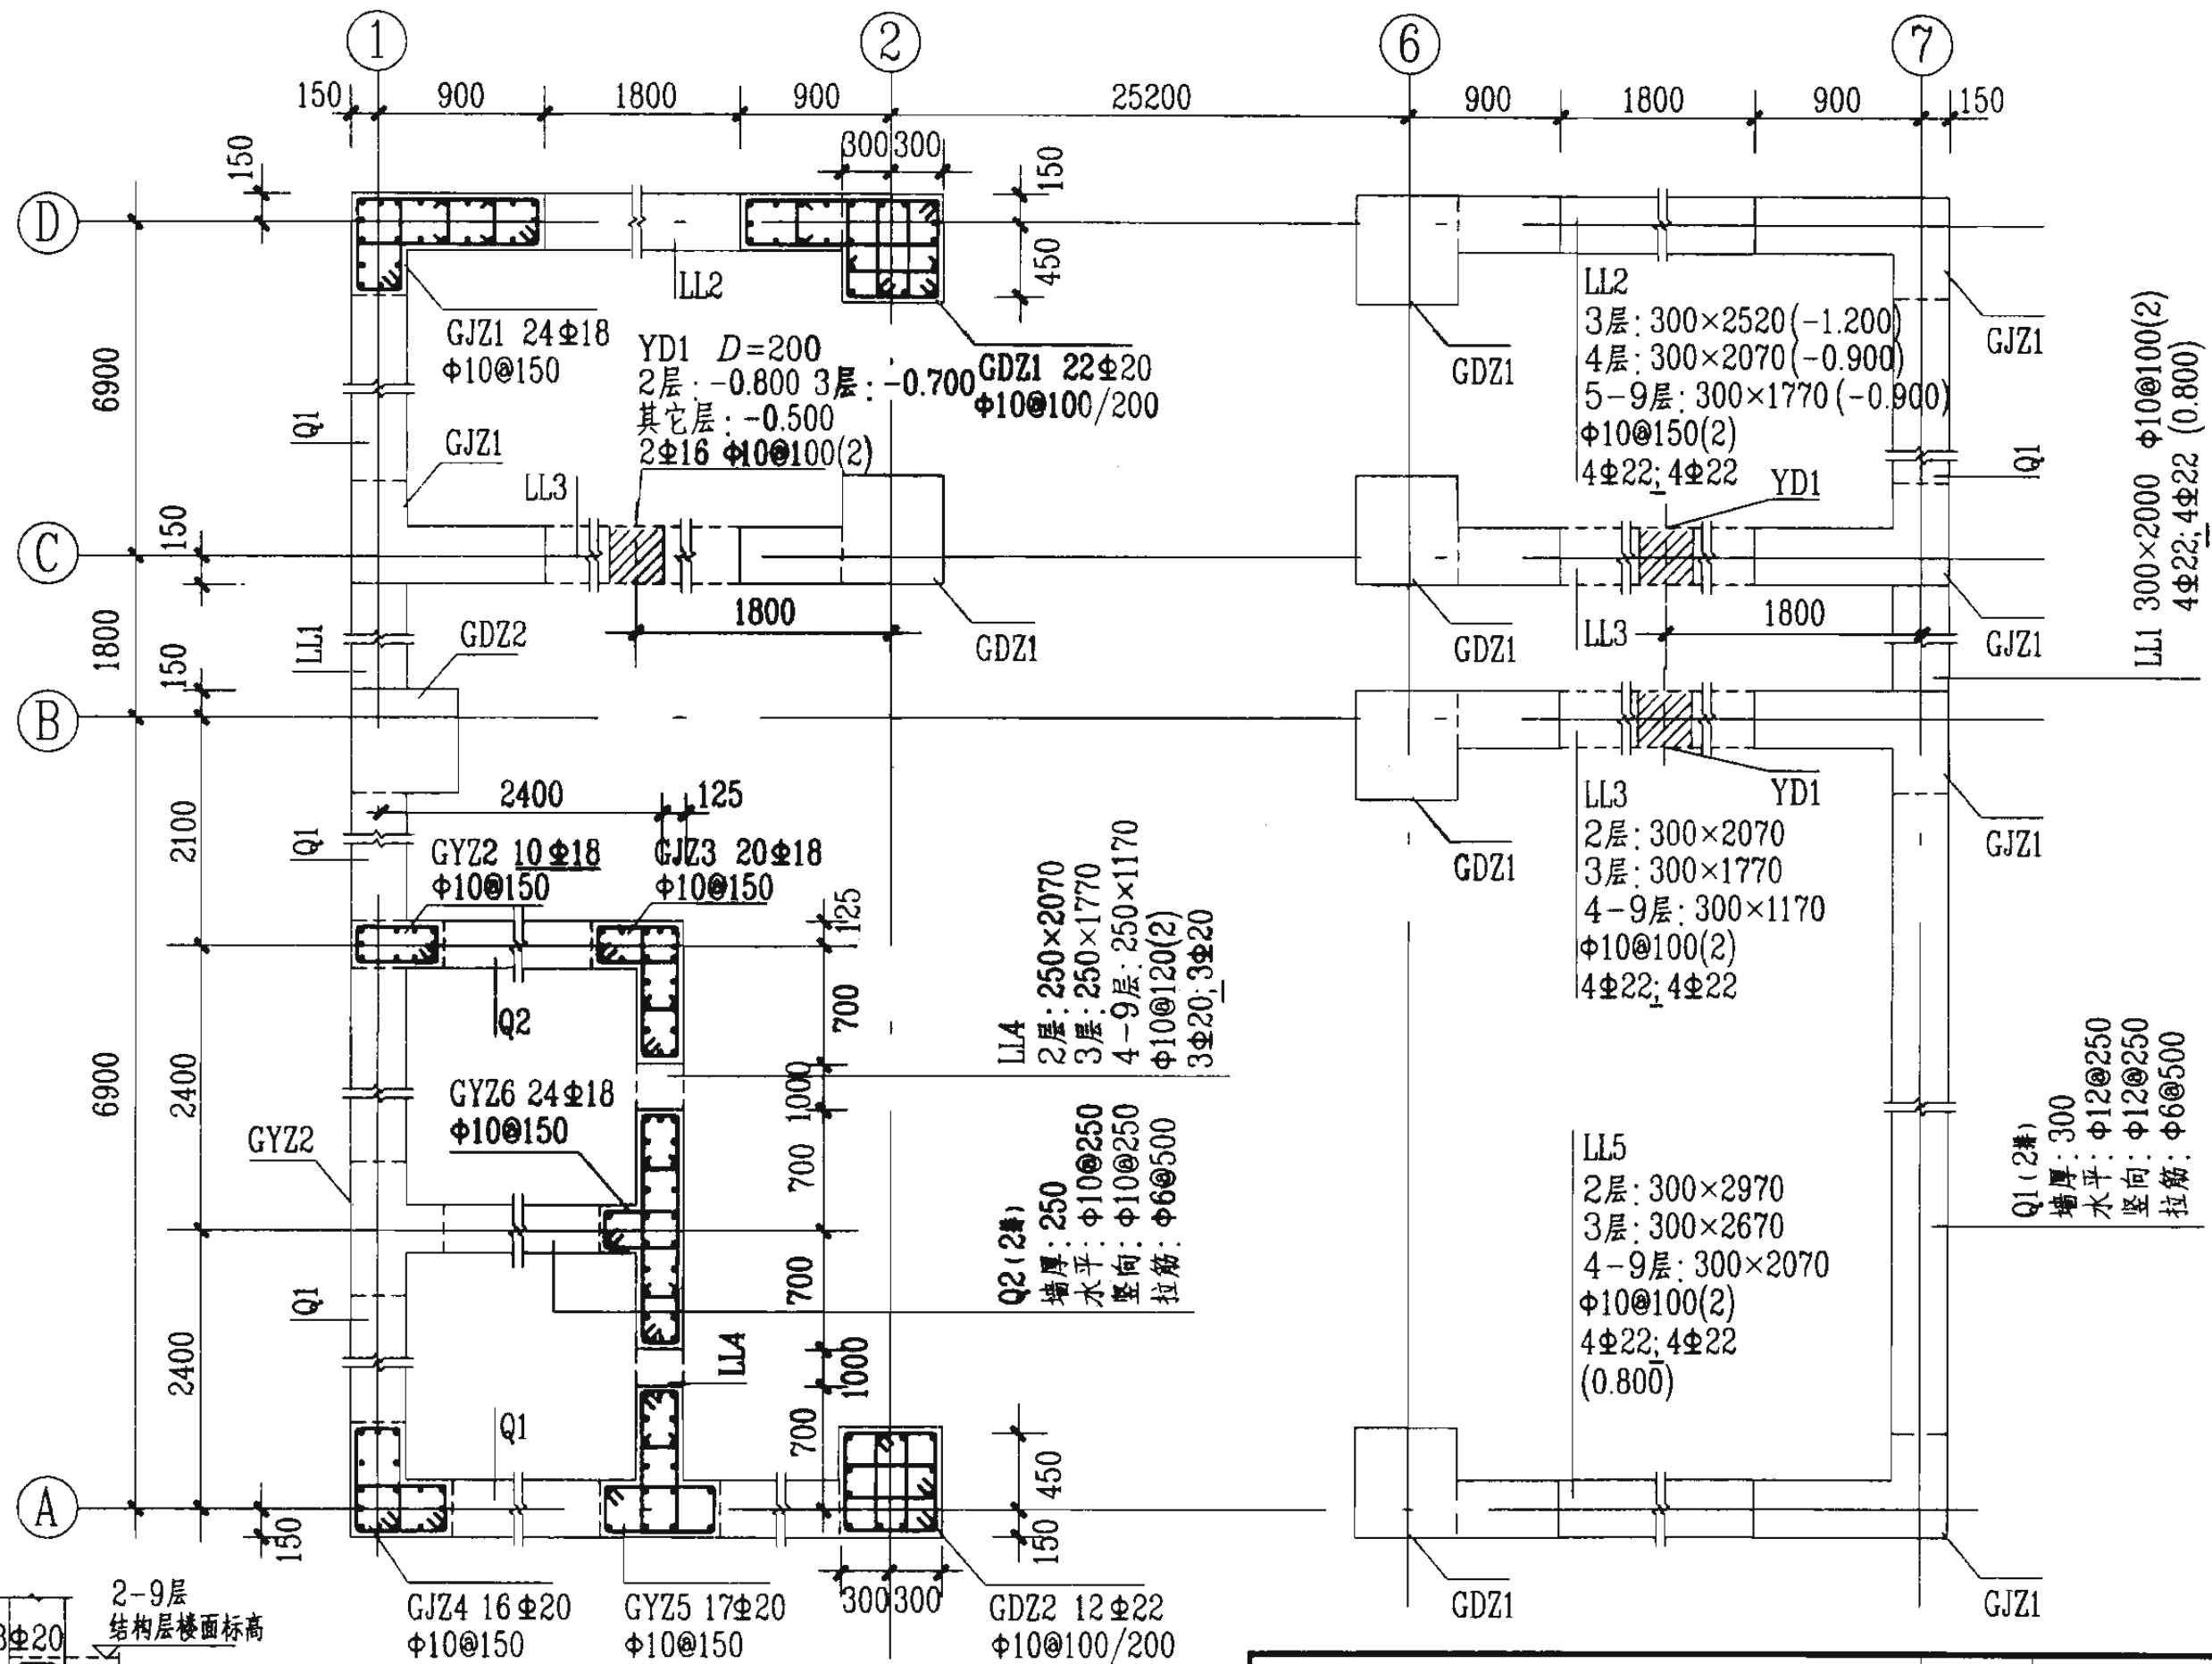 1
2
6
7
150
900
1800
900
25200
900
1800
900
150
300 300
150
150
450
D
LL2
GJZ1 24Φ18
Φ10@150
YD1 D=200
2层:-0.800 3层:-0.700
其它层:-0.500
2Φ16 Φ10@100(2)
GDZ1 22Φ20
Φ10@100/200
GDZ1
LL2
3层:300×2520(-1.200)
4层:300×2070(-0.900)
5-9层:300×1770(-0.900)
Φ10@150(2)
4Φ22;4Φ22
GJZ1
LL1 300×2000 Φ10@100(2)
4Φ22;4Φ22 (0.800)
6900
Q1
GJZ1
LL3
YD1
Q1
C
150
1800
GDZ1
GDZ1
LL3
1800
GJZ1
1800
LL1
GDZ2
150
B
2400
125
Q1
2100
GYZ2 10Φ18
Φ10@150
GJZ3 20Φ18
Φ10@150
GDZ1
LL3
2层:300×2070
3层:300×1770
4-9层:300×1170
Φ10@100(2)
4Φ22;4Φ22
YD1
GJZ1
125
LL4
2层:250×2070
3层:250×1770
4-9层:250×1170
Φ10@120(2)
3Φ20;3Φ20
Q2
700
6900
2400
1000
GYZ6 24Φ18
Φ10@150
GYZ2
700
Q2(2排)
墙厚:250
水平:Φ10@250
竖向:Φ10@250
拉筋:Φ6@500
LL5
2层:300×2970
3层:300×2670
4-9层:300×2070
Φ10@100(2)
4Φ22;4Φ22
(0.800)
Q1(2排)
墙厚:300
水平:Φ12@250
竖向:Φ12@250
拉筋:Φ6@500
Q1
700
2400
LL4
1000
Q1
700
450
A
150
150
300 300
2-9层
结构层楼面标高
3Φ20
GJZ4 16Φ20
Φ10@150
GYZ5 17Φ20
Φ10@150
GDZ2 12Φ22
Φ10@100/200
GDZ1
GJZ1